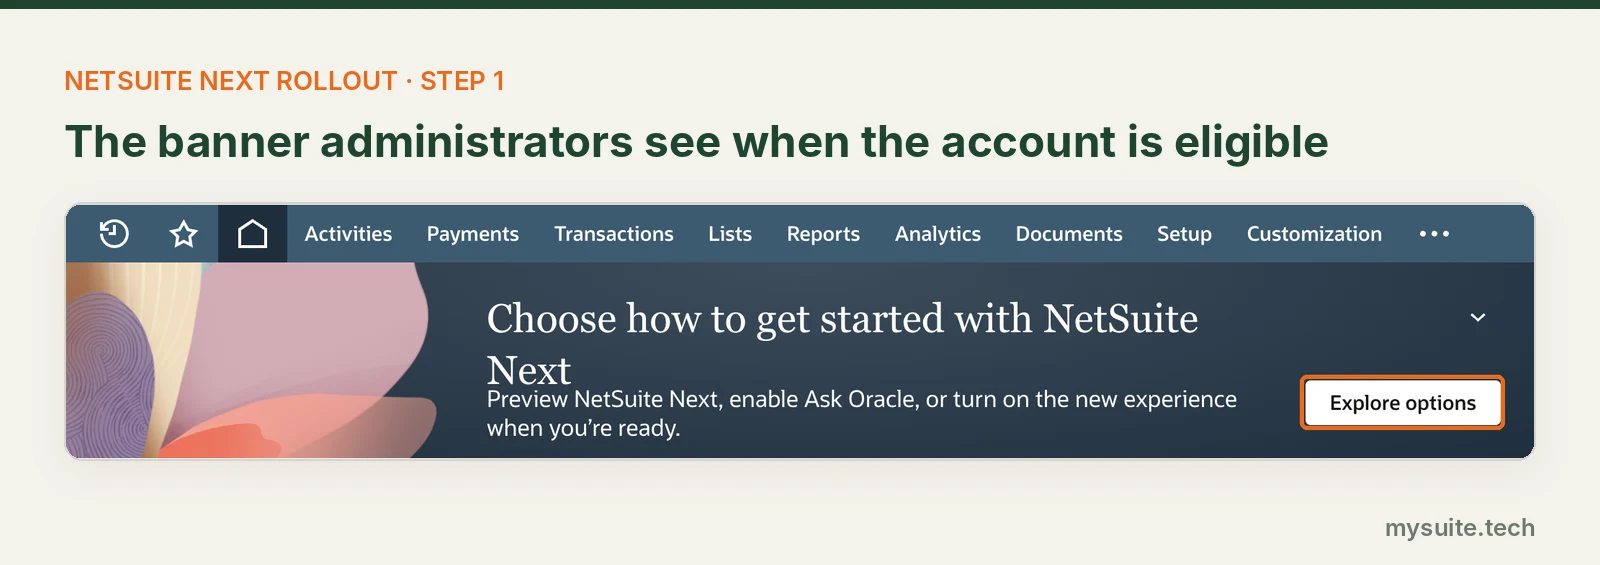 NETSUITE NEXT ROLLOUT · STEP 1
The banner administrators see when the account is eligible
Activities Payments Transactions Lists Reports Analytics Documents Setup Customization
Choose how to get started with NetSuite
Next
Preview NetSuite Next, enable Ask Oracle, or turn on the new experience
when you’re ready.
Explore options
mysuite.tech